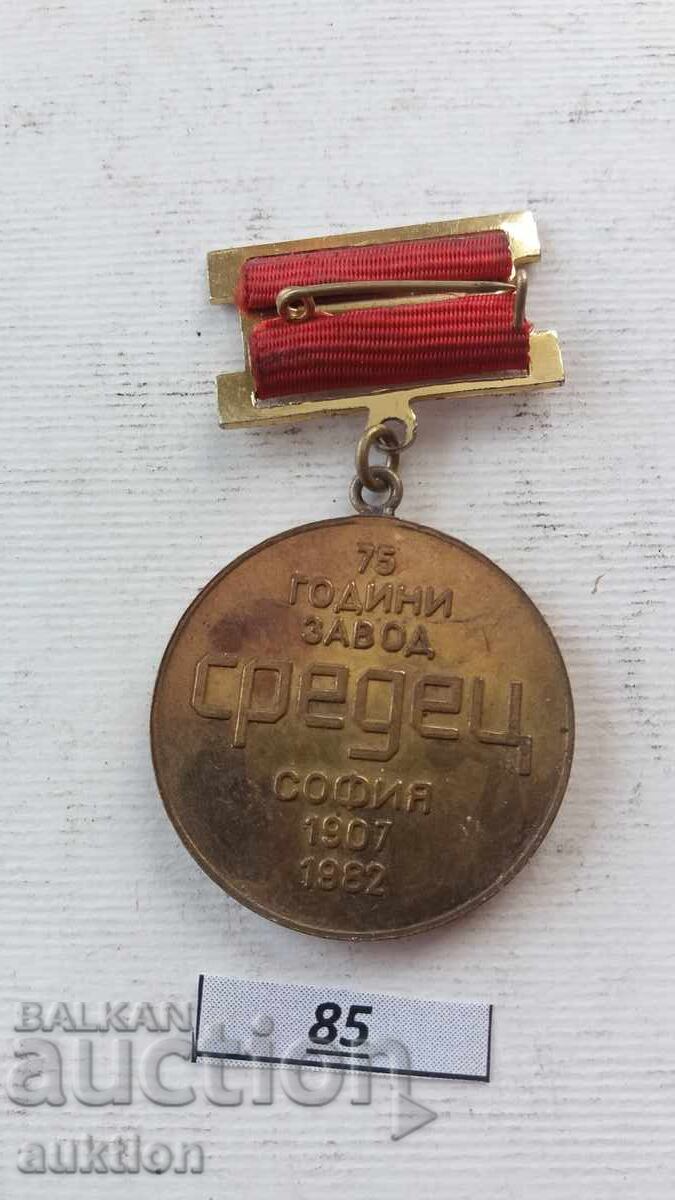 75
ГОДИНИ
ЗАВОД
средец
СОФИЯ
1907
1982
85
BALKAN
auction
auktion